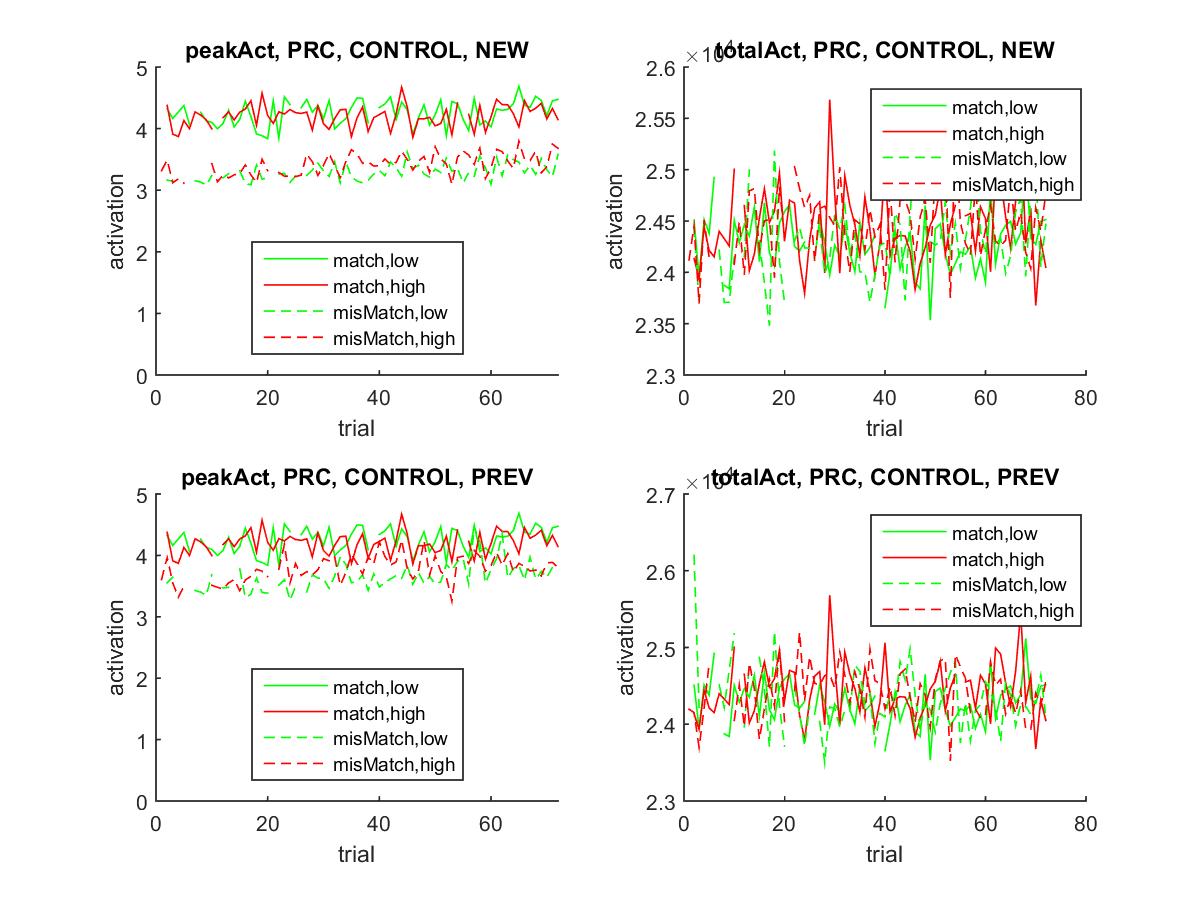 peakAct, PRC, CONTROL, NEW
5
4
3
2
1
0
activation
match,low
match,high
misMatch,low
misMatch,high
0 20 40 60
trial
×10⁴
totalAct, PRC, CONTROL, NEW
2.6
2.55
2.5
2.45
2.4
2.35
2.3
activation
match,low
match,high
misMatch,low
misMatch,high
0 20 40 60 80
trial
peakAct, PRC, CONTROL, PREV
5
4
3
2
1
0
activation
match,low
match,high
misMatch,low
misMatch,high
0 20 40 60
trial
×10⁴
totalAct, PRC, CONTROL, PREV
2.7
2.6
2.5
2.4
2.3
activation
match,low
match,high
misMatch,low
misMatch,high
0 20 40 60 80
trial